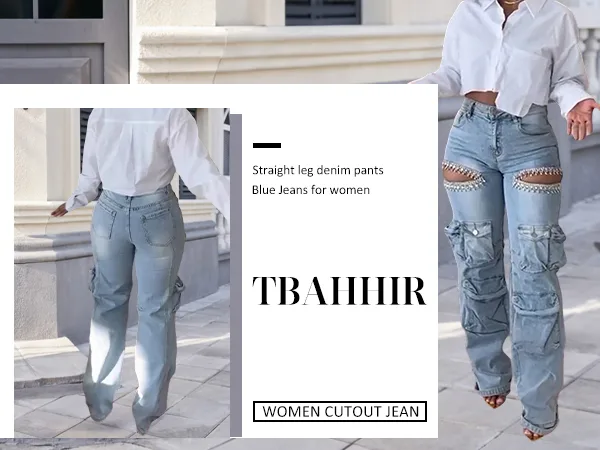 Straight leg denim pants
Blue Jeans for women
TBAHHIR
WOMEN CUTOUT JEAN